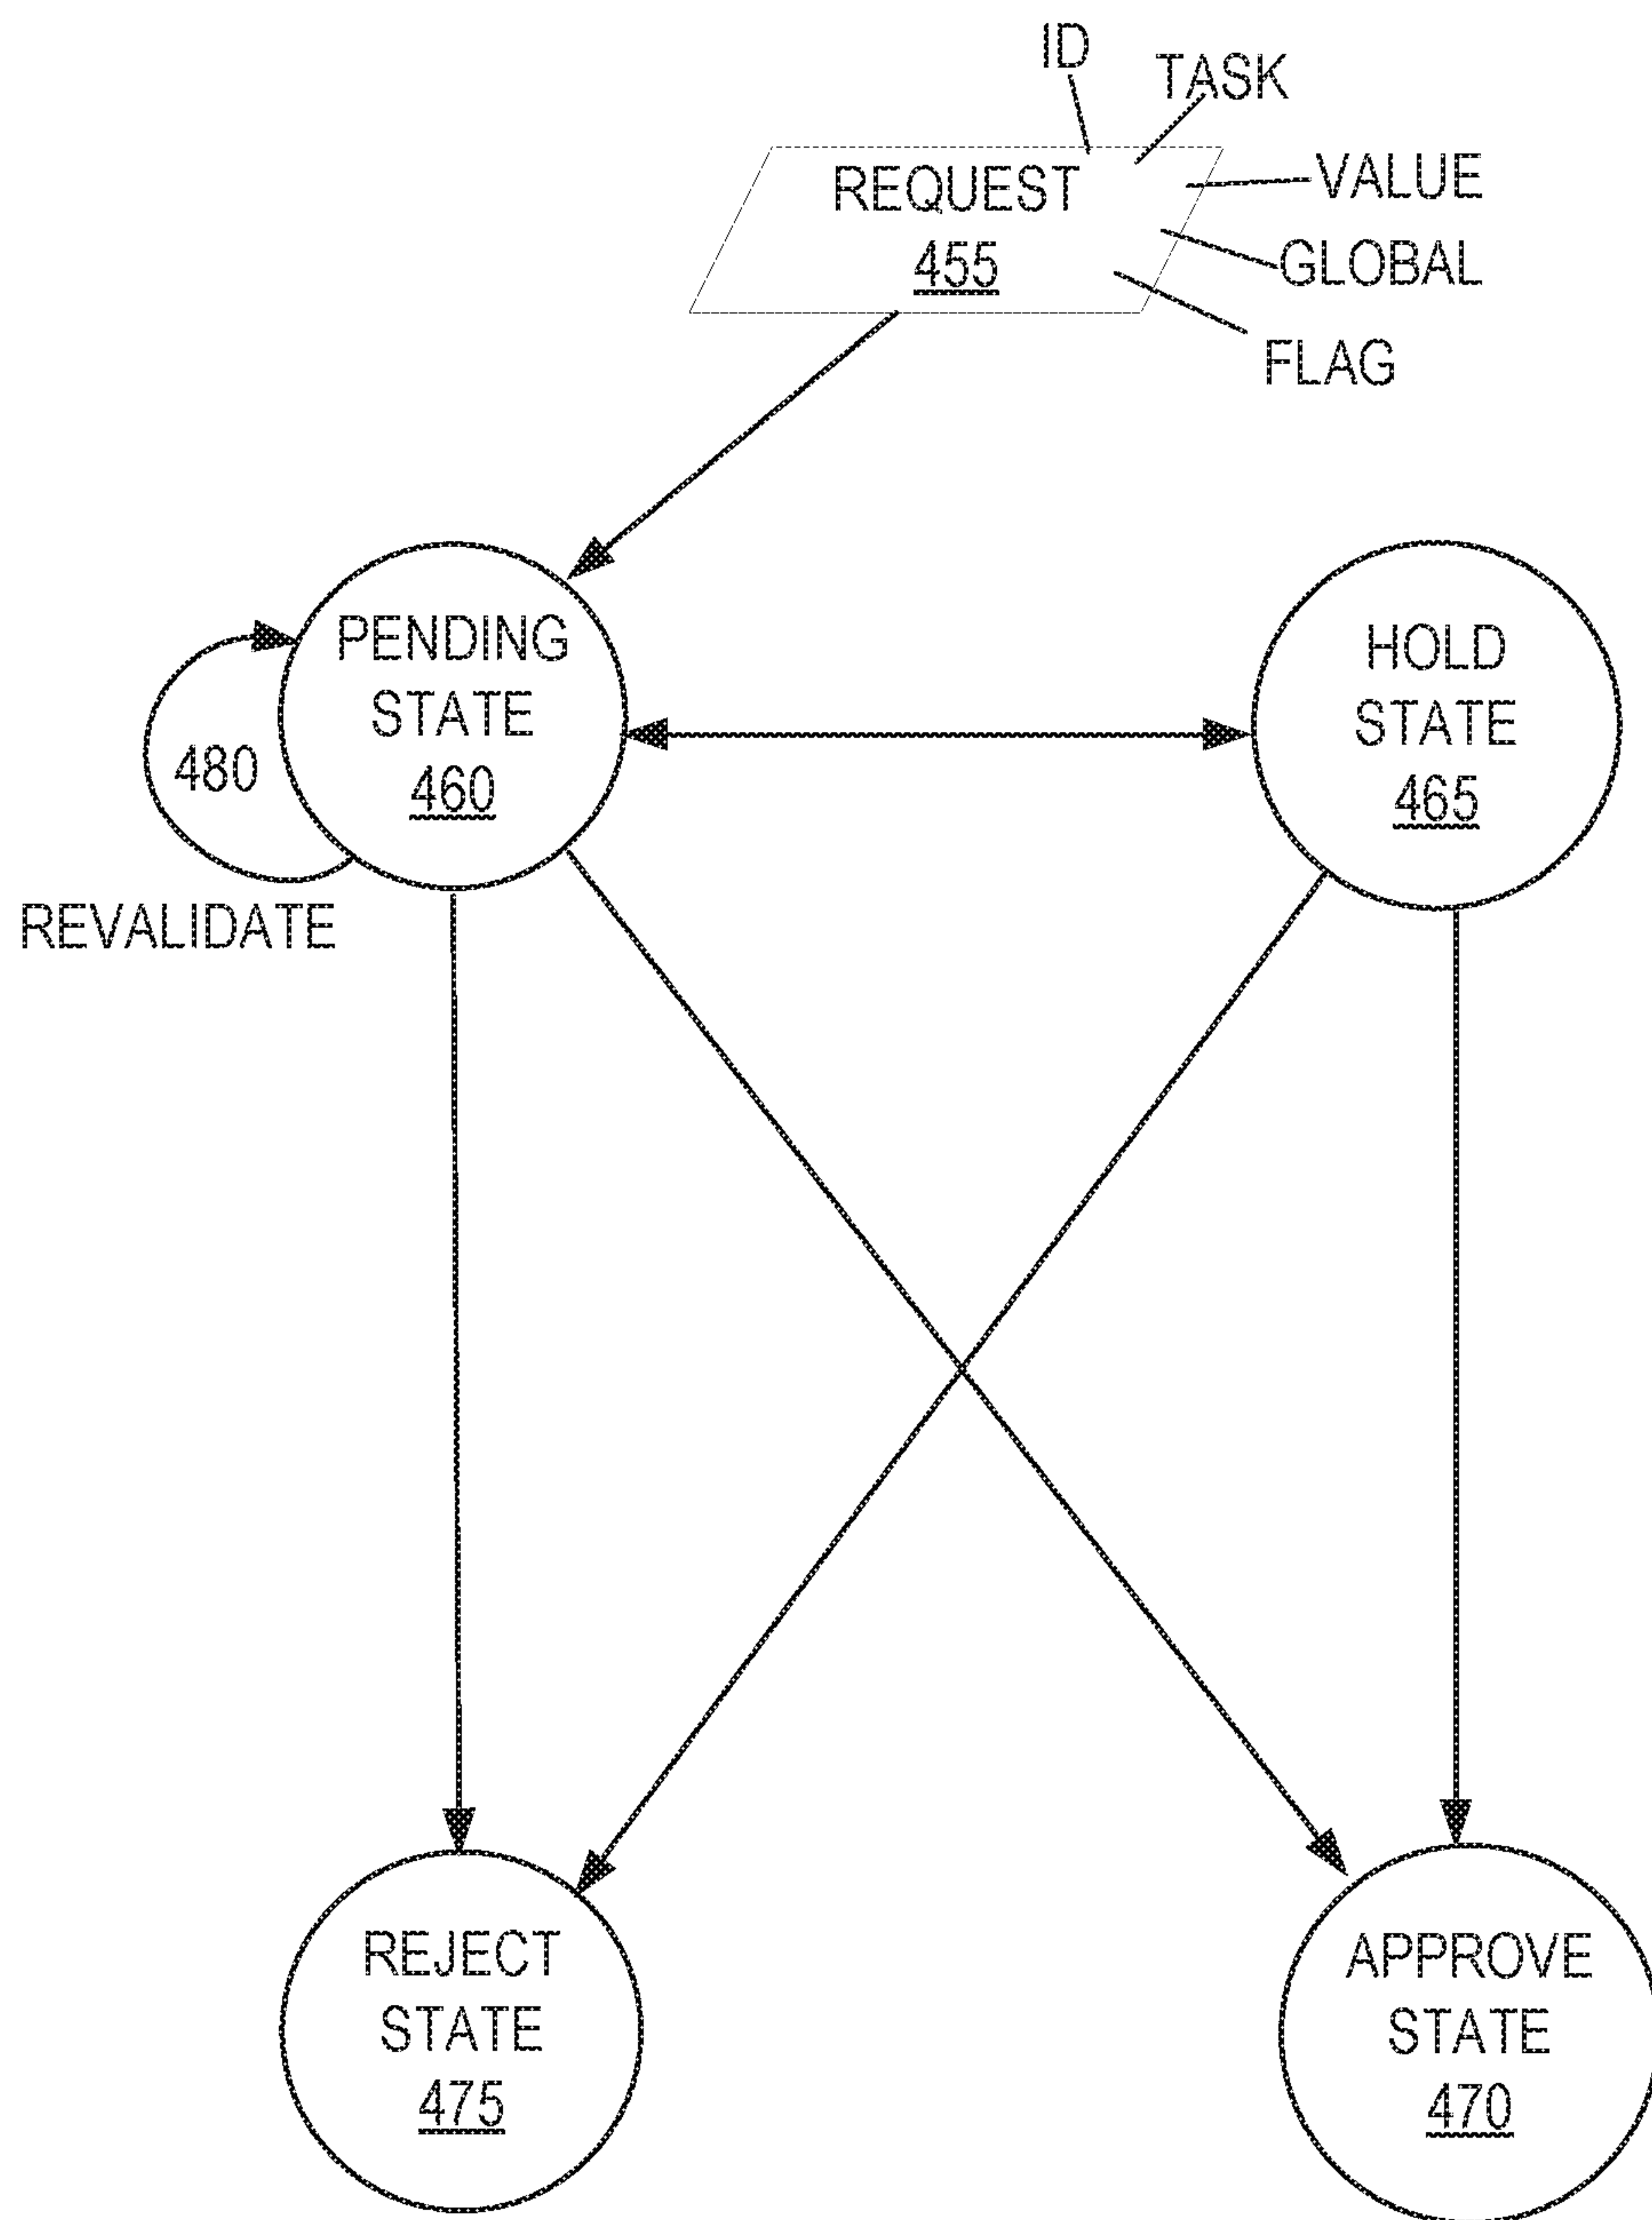 ID
TASK
REQUEST
455
VALUE
GLOBAL
FLAG
PENDING
STATE
460
480
REVALIDATE
HOLD
STATE
465
REJECT
STATE
475
APPROVE
STATE
470